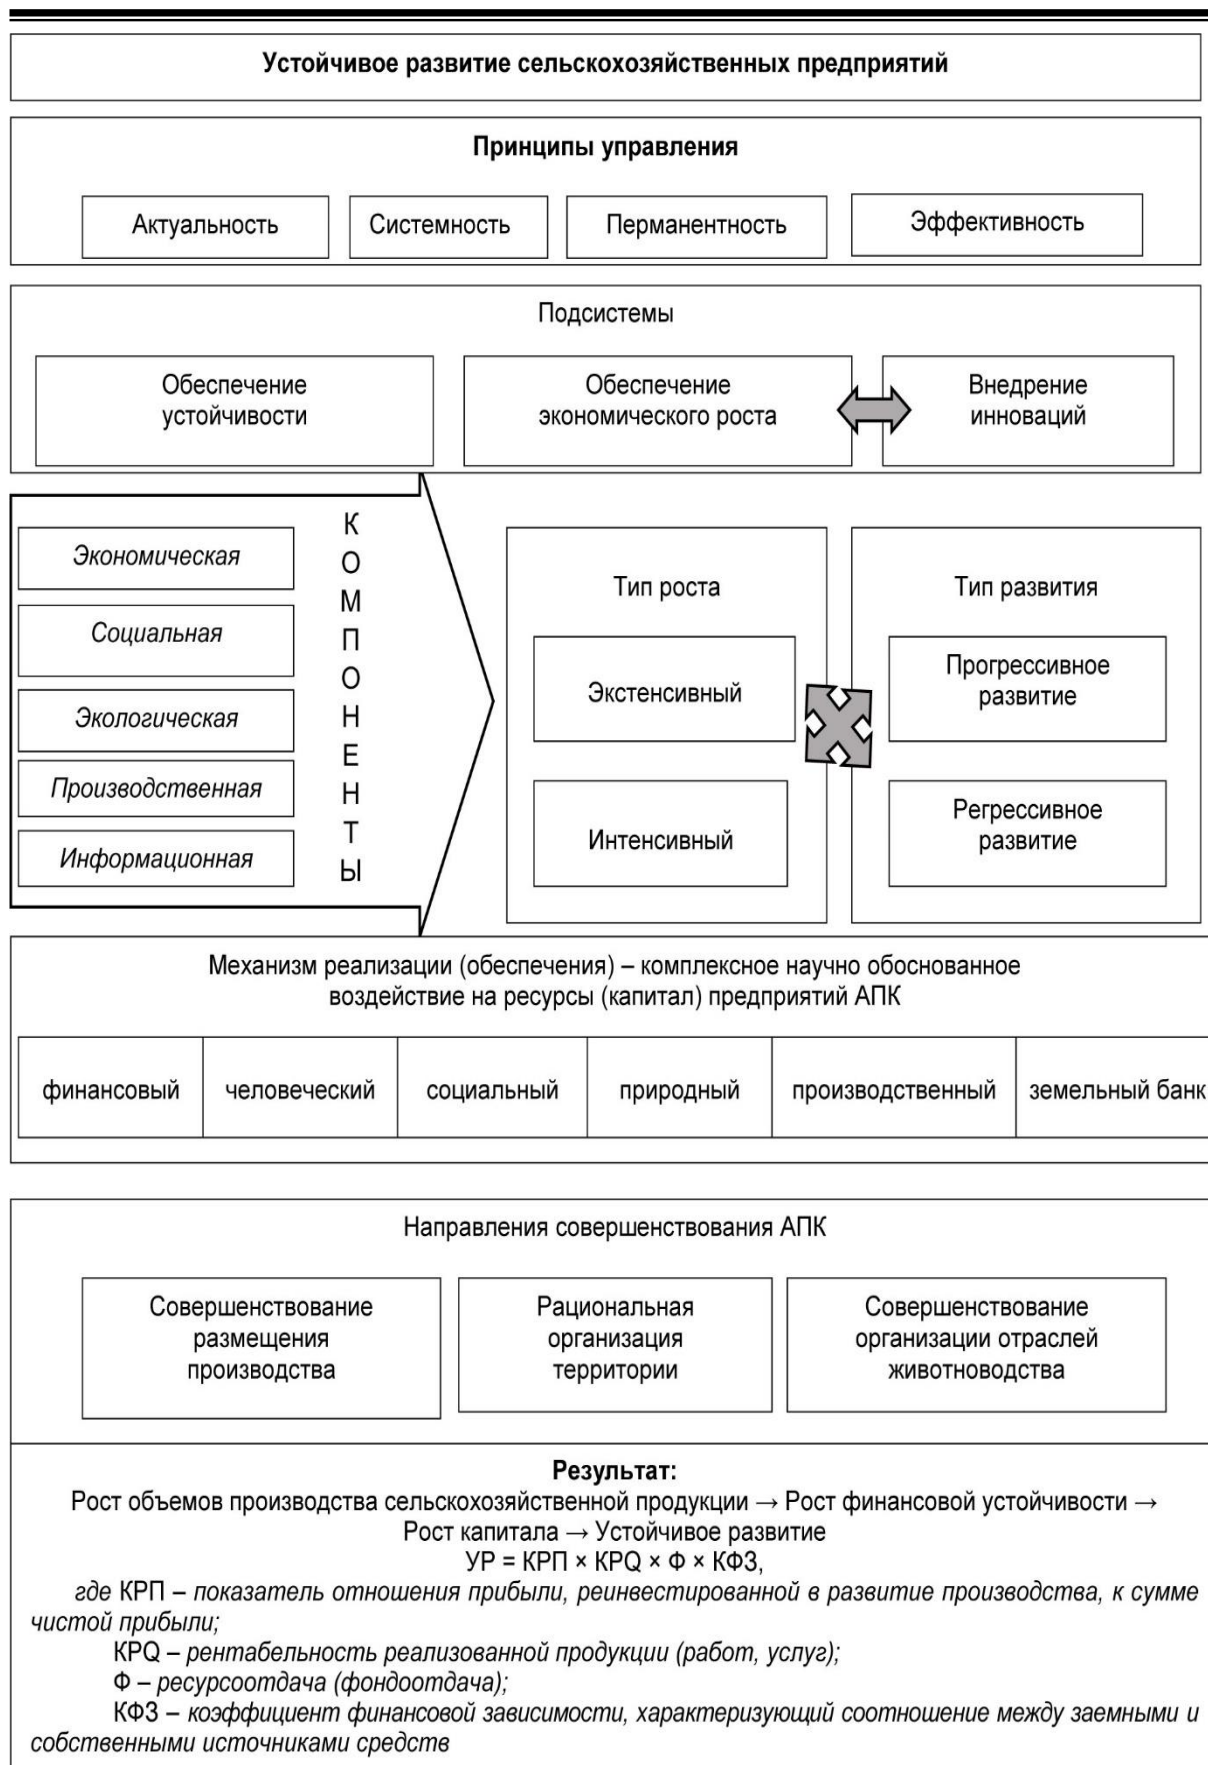 Устойчивое развитие сельскохозяйственных предприятий
Принципы управления
Актуальность
Системность
Перманентность
Эффективность
Подсистемы
Обеспечение
устойчивости
Обеспечение
экономического роста
Внедрение
инноваций
Экономическая
Социальная
Экологическая
Производственная
Информационная
К
О
М
П
О
Н
Е
Н
Т
Ы
Тип роста
Экстенсивный
Интенсивный
Тип развития
Прогрессивное
развитие
Регрессивное
развитие
Механизм реализации (обеспечения) – комплексное научно обоснованное
воздействие на ресурсы (капитал) предприятий АПК
финансовый
человеческий
социальный
природный
производственный
земельный банк
Направления совершенствования АПК
Совершенствование
размещения
производства
Рациональная
организация
территории
Совершенствование
организации отраслей
животноводства
Результат:
Рост объемов производства сельскохозяйственной продукции → Рост финансовой устойчивости →
Рост капитала → Устойчивое развитие
УР = КРП × КРQ × Ф × КФЗ,
где КРП – показатель отношения прибыли, реинвестированной в развитие производства, к сумме
чистой прибыли;
КРQ – рентабельность реализованной продукции (работ, услуг);
Ф – ресурсоотдача (фондоотдача);
КФЗ – коэффициент финансовой зависимости, характеризующий соотношение между заемными и
собственными источниками средств